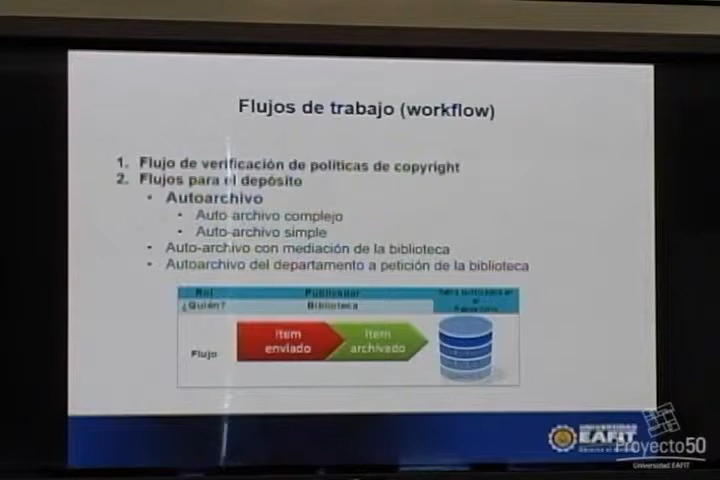 Flujos de trabajo (workflow)
1. Flujo de verificación de políticas de copyright
2. Flujos para el depósito
• Autoarchivo
• Auto archivo complejo
• Auto-archivo simple
• Auto-archivo con mediación de la biblioteca
• Autoarchivo del departamento a petición de la biblioteca
Rol Publicador
¿Quién? Biblioteca
Flujo
Item enviado
Item archivado
UNIVERSIDAD
EAFIT
Proyecto50
Universidad EAFIT